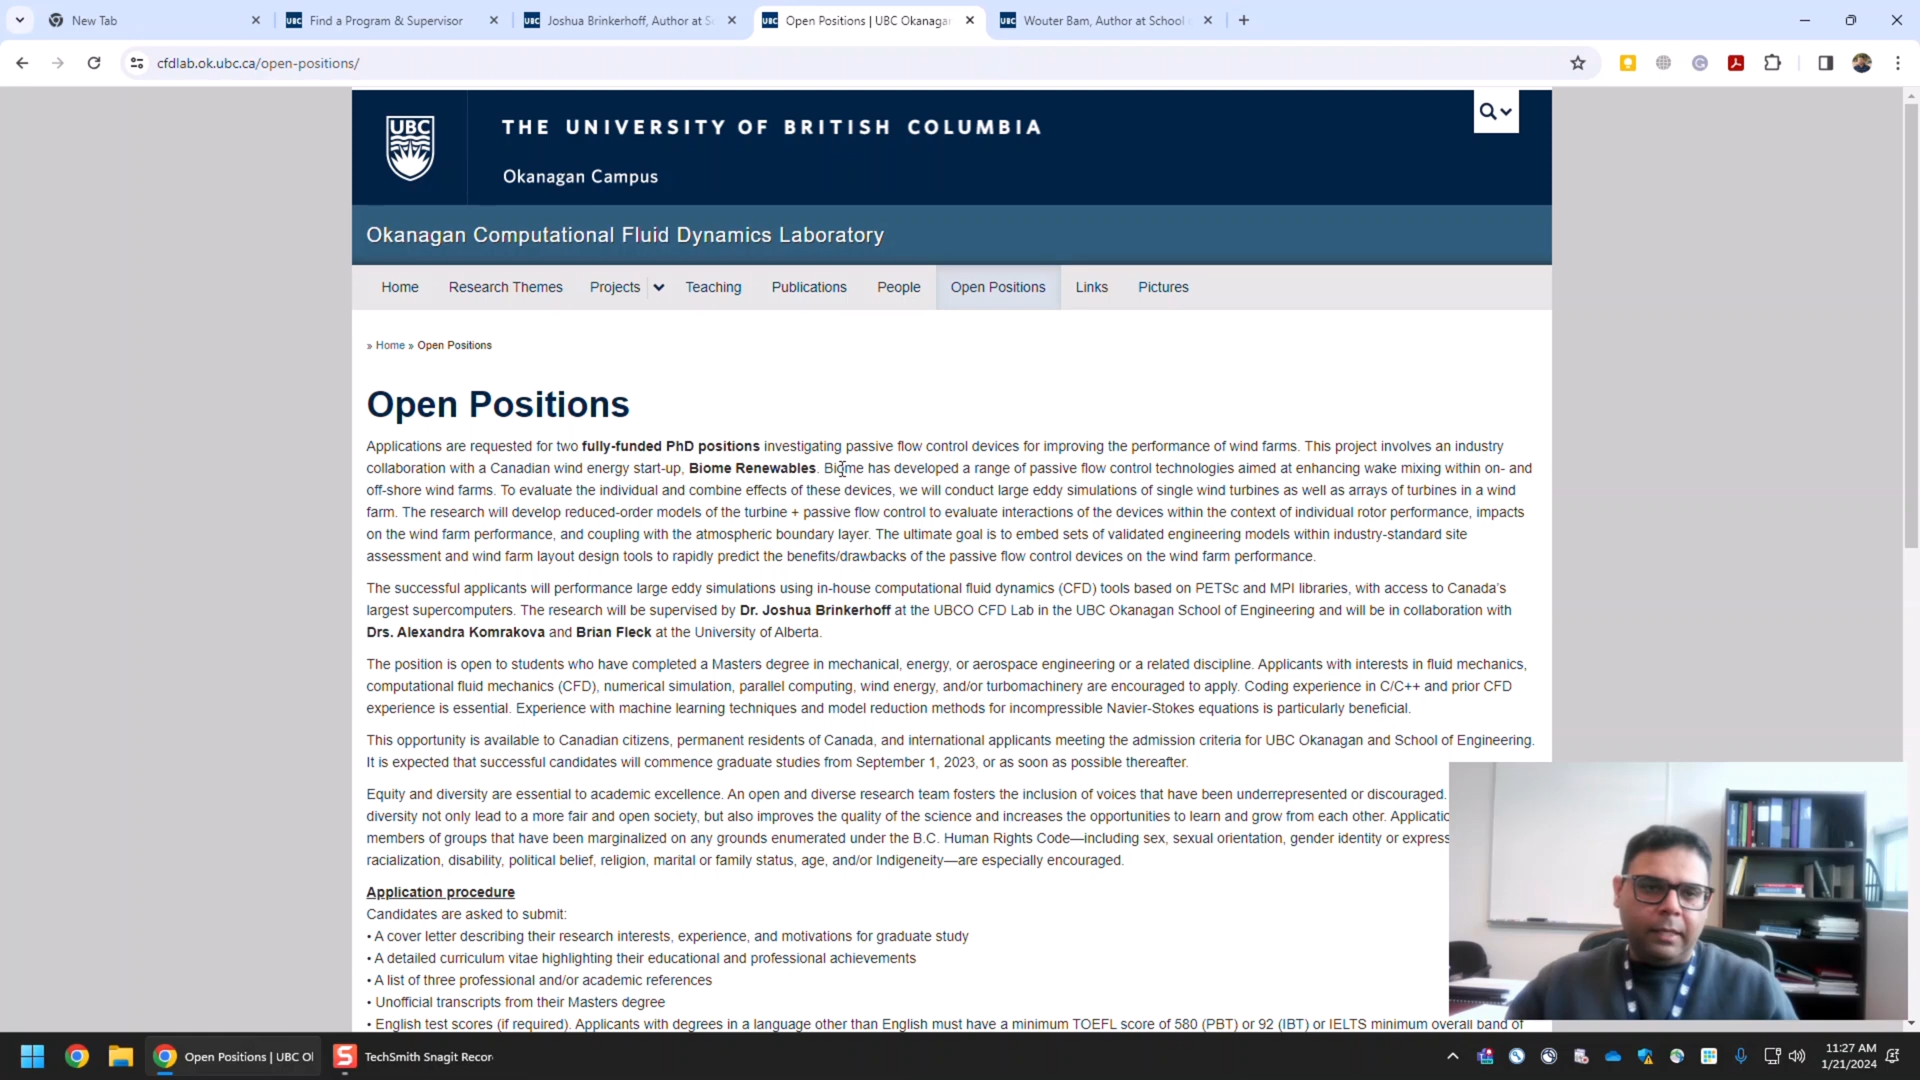 New Tab
Find a Program & Supervisor
Joshua Brinkerhoff, Author at S
Open Positions | UBC Okanaga
Wouter Bam, Author at School
cfdlab.ok.ubc.ca/open-positions/
UBC
THE UNIVERSITY OF BRITISH COLUMBIA
Okanagan Campus
Okanagan Computational Fluid Dynamics Laboratory
Home Research Themes Projects Teaching Publications People Open Positions Links Pictures
» Home » Open Positions
Open Positions
Applications are requested for two fully-funded PhD positions investigating passive flow control devices for improving the performance of wind farms. This project involves an industry
collaboration with a Canadian wind energy start-up, Biome Renewables. Biome has developed a range of passive flow control technologies aimed at enhancing wake mixing within on- and
off-shore wind farms. To evaluate the individual and combine effects of these devices, we will conduct large eddy simulations of single wind turbines as well as arrays of turbines in a wind
farm. The research will develop reduced-order models of the turbine + passive flow control to evaluate interactions of the devices within the context of individual rotor performance, impacts
on the wind farm performance, and coupling with the atmospheric boundary layer. The ultimate goal is to embed sets of validated engineering models within industry-standard site
assessment and wind farm layout design tools to rapidly predict the benefits/drawbacks of the passive flow control devices on the wind farm performance.
The successful applicants will performance large eddy simulations using in-house computational fluid dynamics (CFD) tools based on PETSc and MPI libraries, with access to Canada's
largest supercomputers. The research will be supervised by Dr. Joshua Brinkerhoff at the UBCO CFD Lab in the UBC Okanagan School of Engineering and will be in collaboration with
Drs. Alexandra Komrakova and Brian Fleck at the University of Alberta.
The position is open to students who have completed a Masters degree in mechanical, energy, or aerospace engineering or a related discipline. Applicants with interests in fluid mechanics,
computational fluid mechanics (CFD), numerical simulation, parallel computing, wind energy, and/or turbomachinery are encouraged to apply. Coding experience in C/C++ and prior CFD
experience is essential. Experience with machine learning techniques and model reduction methods for incompressible Navier-Stokes equations is particularly beneficial.
This opportunity is available to Canadian citizens, permanent residents of Canada, and international applicants meeting the admission criteria for UBC Okanagan and School of Engineering.
It is expected that successful candidates will commence graduate studies from September 1, 2023, or as soon as possible thereafter.
Equity and diversity are essential to academic excellence. An open and diverse research team fosters the inclusion of voices that have been underrepresented or discouraged.
diversity not only lead to a more fair and open society, but also improves the quality of the science and increases the opportunities to learn and grow from each other. Applicatio
members of groups that have been marginalized on any grounds enumerated under the B.C. Human Rights Code—including sex, sexual orientation, gender identity or express
racialization, disability, political belief, religion, marital or family status, age, and/or Indigeneity—are especially encouraged.
Application procedure
Candidates are asked to submit:
• A cover letter describing their research interests, experience, and motivations for graduate study
• A detailed curriculum vitae highlighting their educational and professional achievements
• A list of three professional and/or academic references
• Unofficial transcripts from their Masters degree
• English test scores (if required). Applicants with degrees in a language other than English must have a minimum TOEFL score of 580 (PBT) or 92 (IBT) or IELTS minimum overall band of
Open Positions | UBC Ol
TechSmith Snagit Recor
11:27 AM
1/21/2024